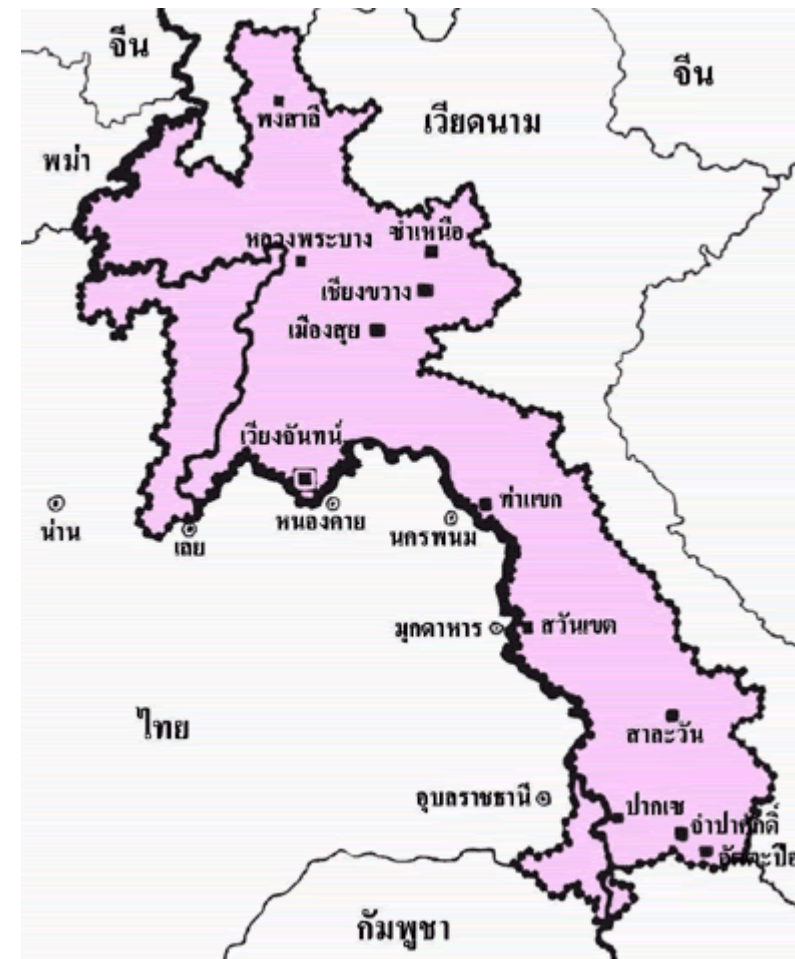 จีน
จีน
พงสาลี
เวียดนาม
พม่า
ซำเหนือ
หลวงพระบาง
เชียงขวาง
เมืองสุย
เวียงจันทน์
ท่าแขก
น่าน
เลย
หนองคาย
นครพนม
มุกดาหาร
สวันเขต
ไทย
สาละวัน
อุบลราชธานี
ปากเซ
จำปาศักดิ์
อัตตะปือ
กัมพูชา